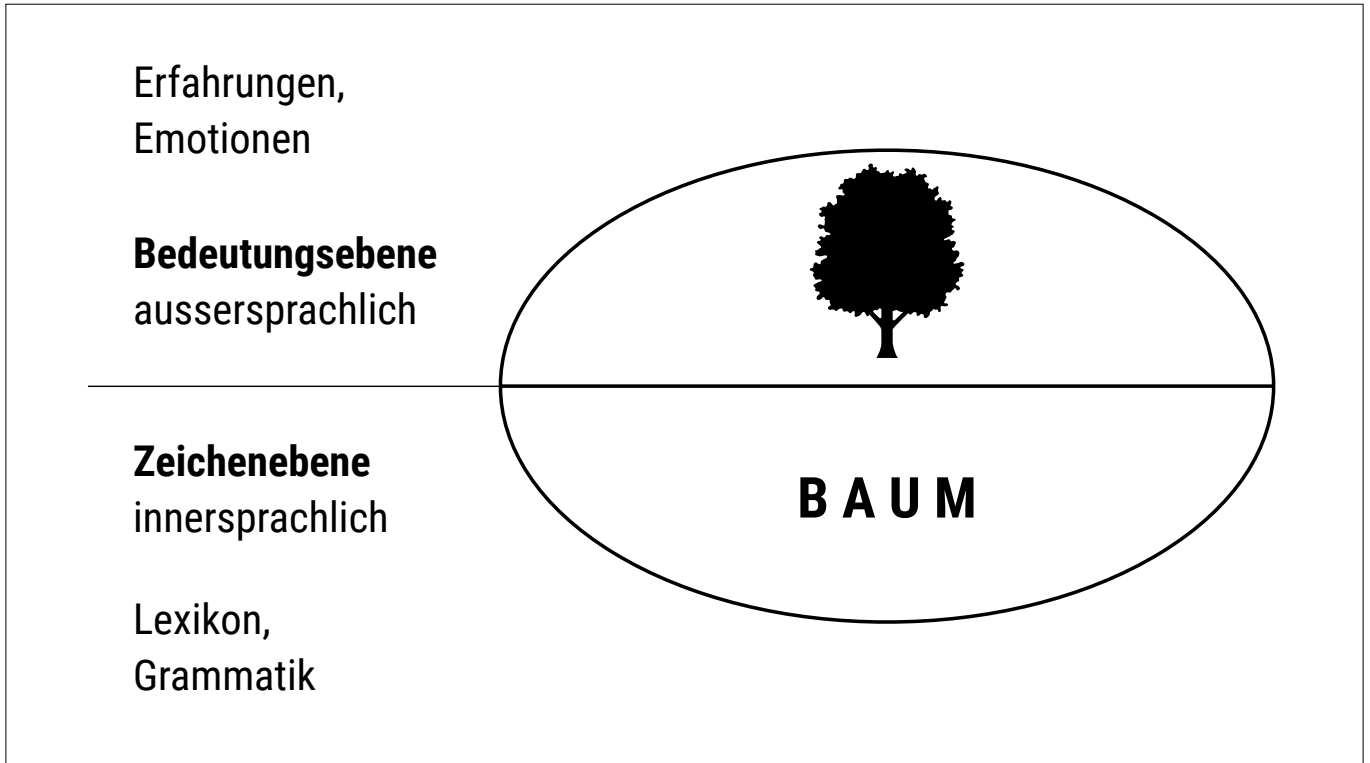 Erfahrungen,
Emotionen
Bedeutungsebene
aussersprachlich
Zeichenebene
innersprachlich
BAUM
Lexikon,
Grammatik